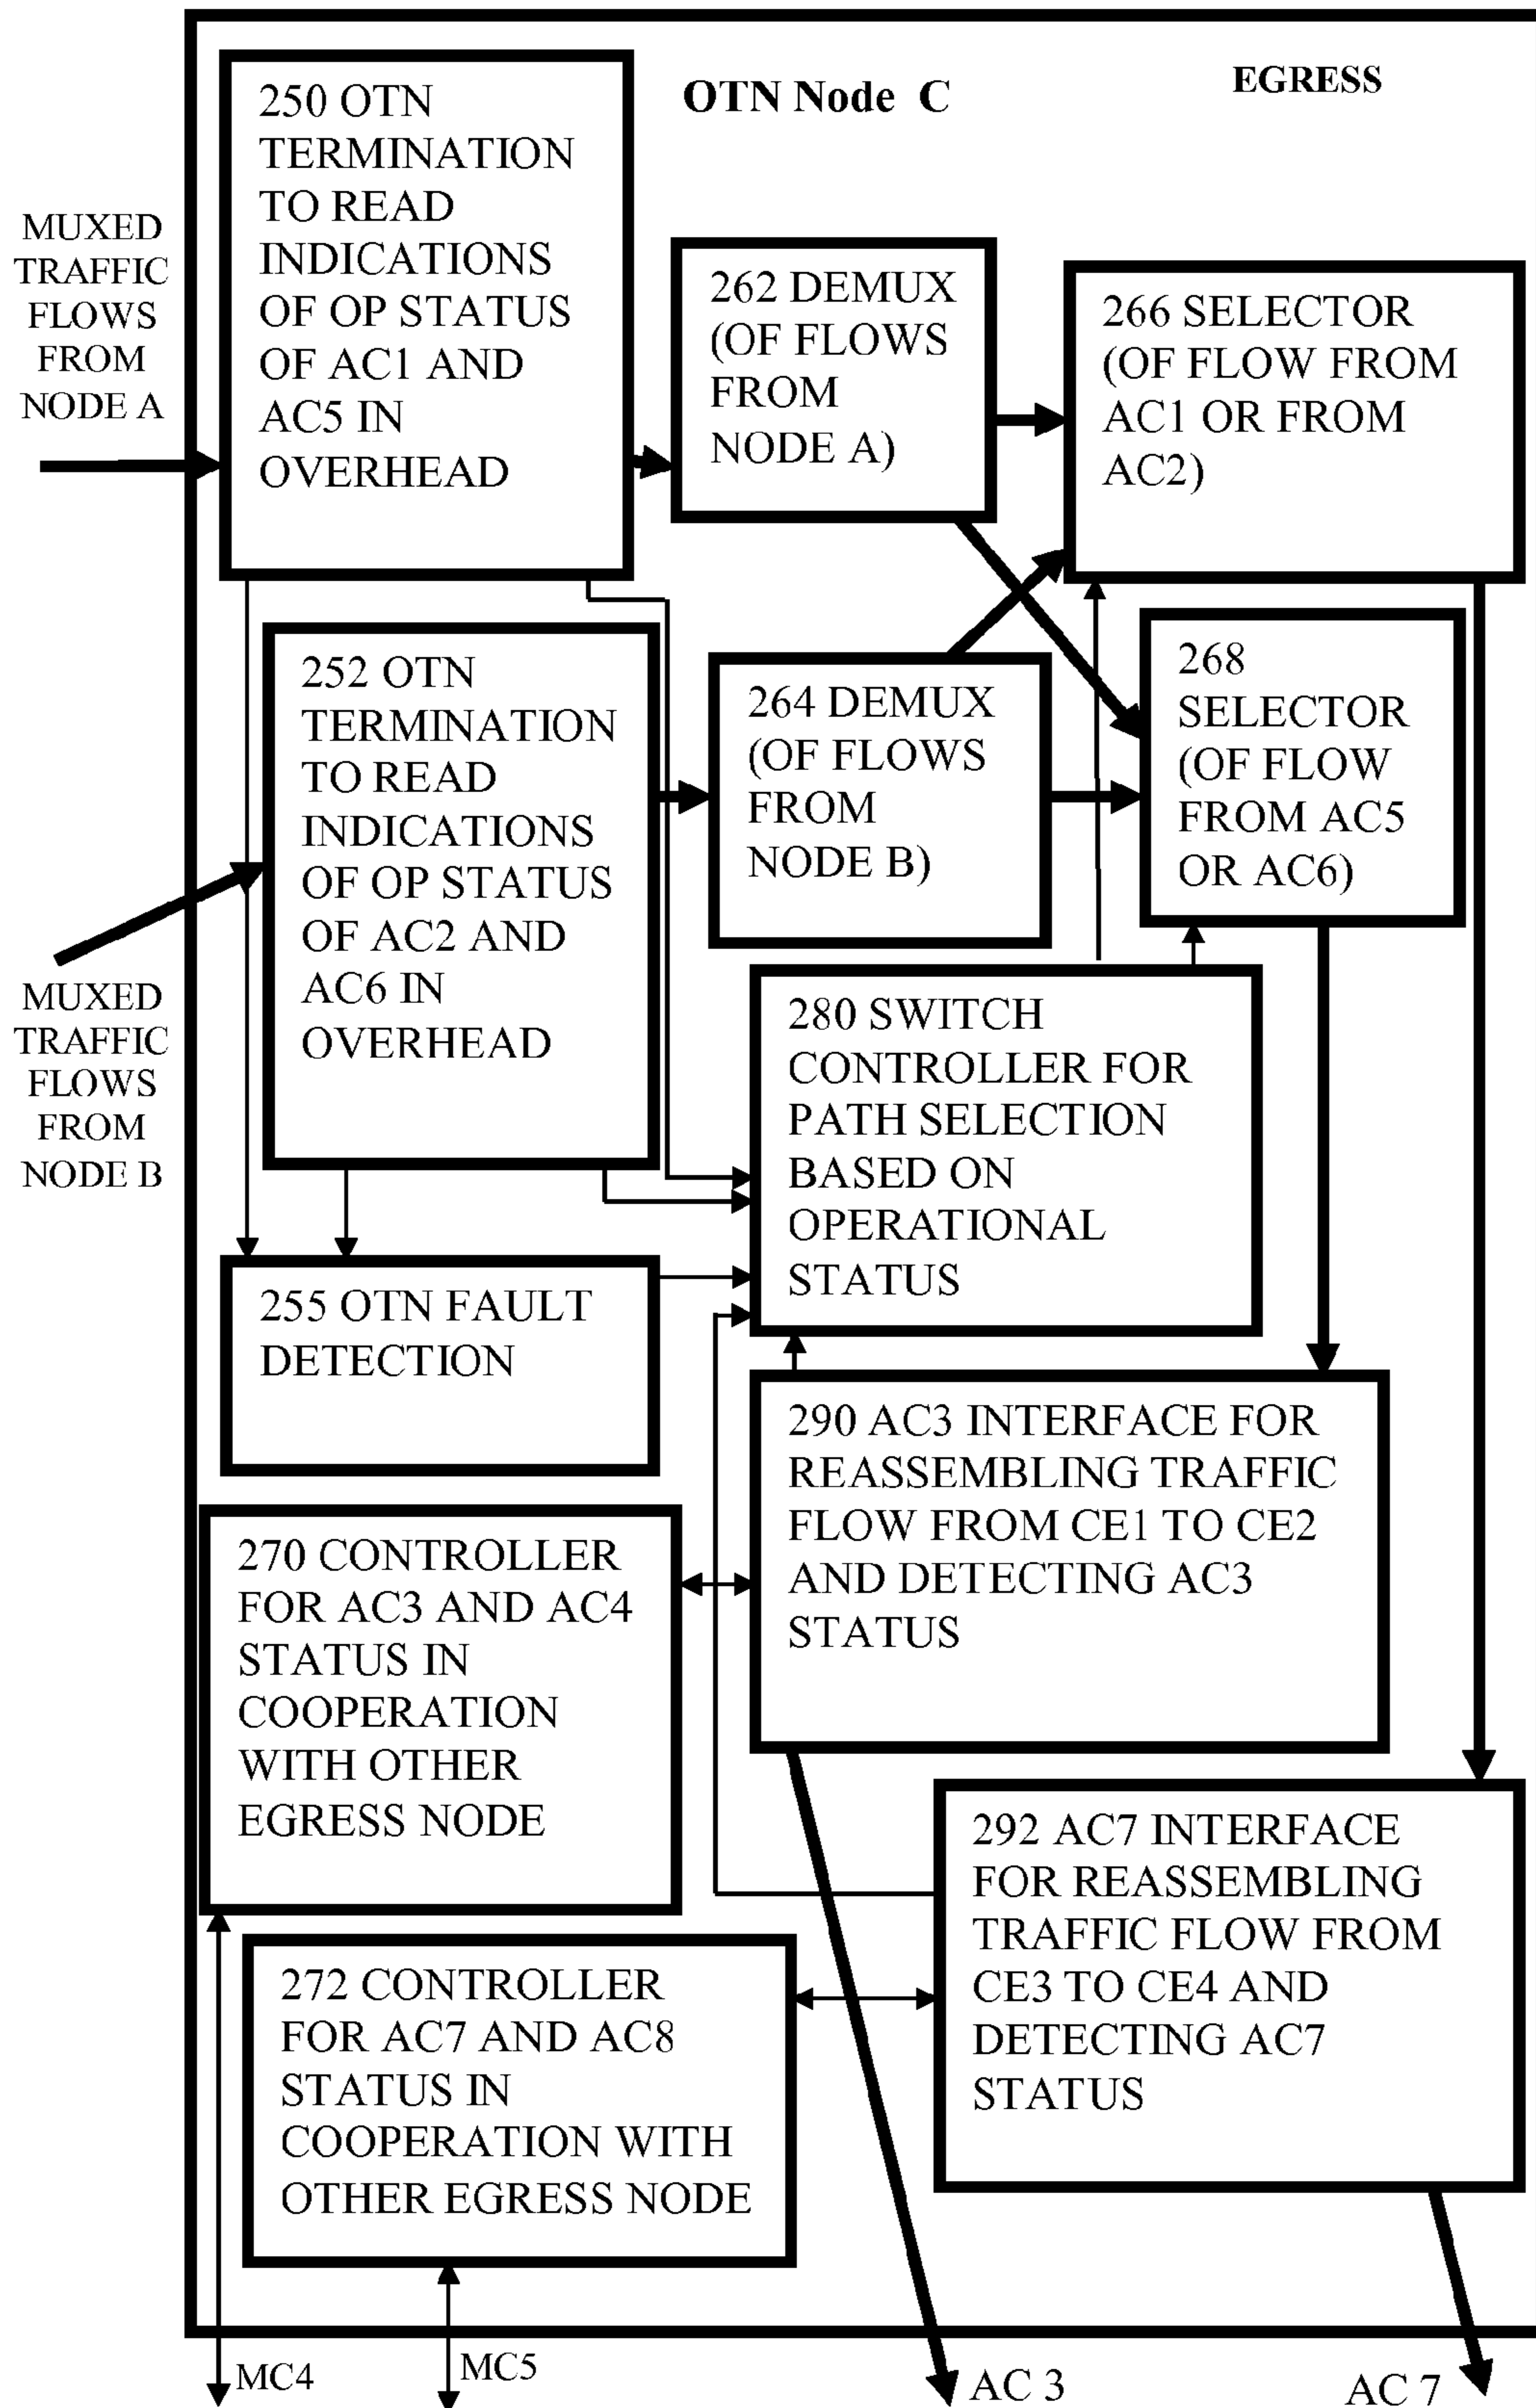 OTN Node C
EGRESS
250 OTN
TERMINATION
TO READ
INDICATIONS
OF OP STATUS
OF AC1 AND
AC5 IN
OVERHEAD
MUXED
TRAFFIC
FLOWS
FROM
NODE A
262 DEMUX
(OF FLOWS
FROM
NODE A)
266 SELECTOR
(OF FLOW FROM
AC1 OR FROM
AC2)
252 OTN
TERMINATION
TO READ
INDICATIONS
OF OP STATUS
OF AC2 AND
AC6 IN
OVERHEAD
264 DEMUX
(OF FLOWS
FROM
NODE B)
268
SELECTOR
(OF FLOW
FROM AC5
OR AC6)
MUXED
TRAFFIC
FLOWS
FROM
NODE B
280 SWITCH
CONTROLLER FOR
PATH SELECTION
BASED ON
OPERATIONAL
STATUS
255 OTN FAULT
DETECTION
290 AC3 INTERFACE FOR
REASSEMBLING TRAFFIC
FLOW FROM CE1 TO CE2
AND DETECTING AC3
STATUS
270 CONTROLLER
FOR AC3 AND AC4
STATUS IN
COOPERATION
WITH OTHER
EGRESS NODE
292 AC7 INTERFACE
FOR REASSEMBLING
TRAFFIC FLOW FROM
CE3 TO CE4 AND
DETECTING AC7
STATUS
272 CONTROLLER
FOR AC7 AND AC8
STATUS IN
COOPERATION WITH
OTHER EGRESS NODE
MC4
MC5
AC 3
AC 7